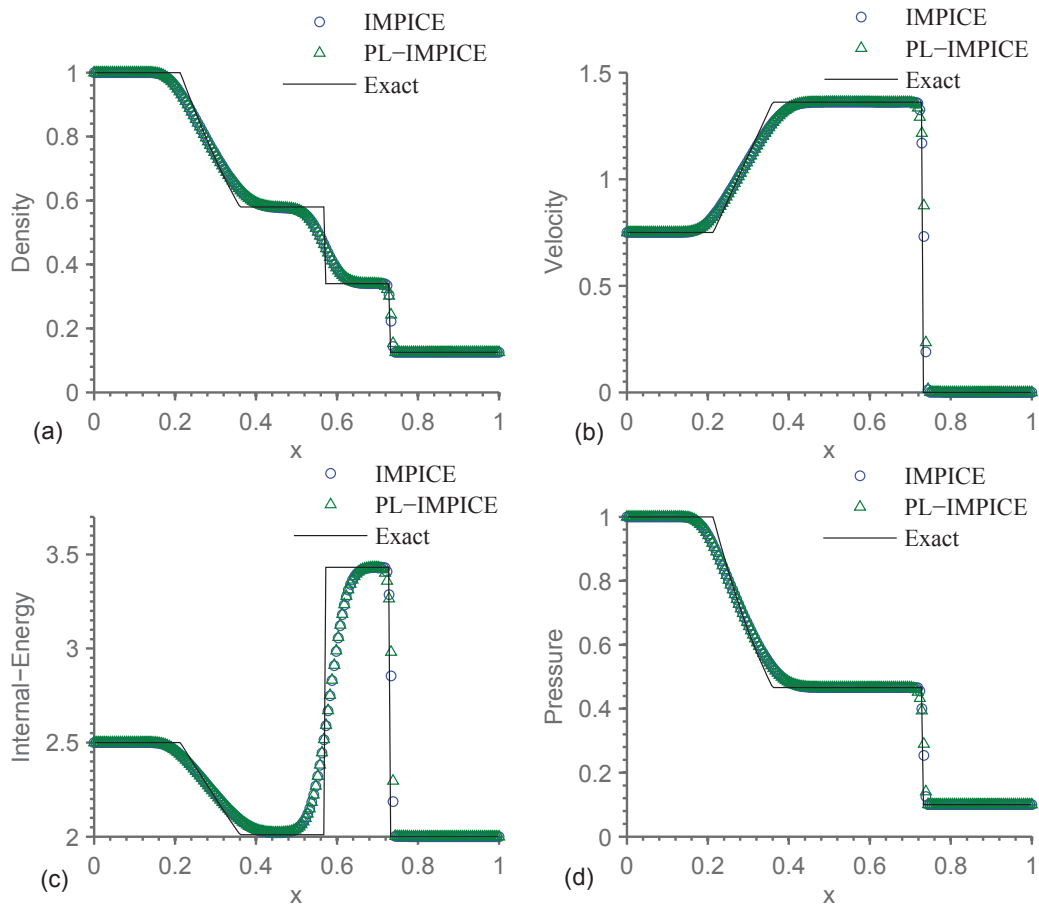 IMPICE
PL−IMPICE
Exact
1
0.8
0.6
0.4
0.2
0
Density
0 0.2 0.4 0.6 0.8 1
x
(a)
IMPICE
PL−IMPICE
Exact
1.5
1
0.5
0
Velocity
0 0.2 0.4 0.6 0.8 1
x
(b)
IMPICE
PL−IMPICE
Exact
3.5
3
2.5
2
Internal−Energy
0 0.2 0.4 0.6 0.8 1
x
(c)
IMPICE
PL−IMPICE
Exact
1
0.8
0.6
0.4
0.2
0
Pressure
0 0.2 0.4 0.6 0.8 1
x
(d)